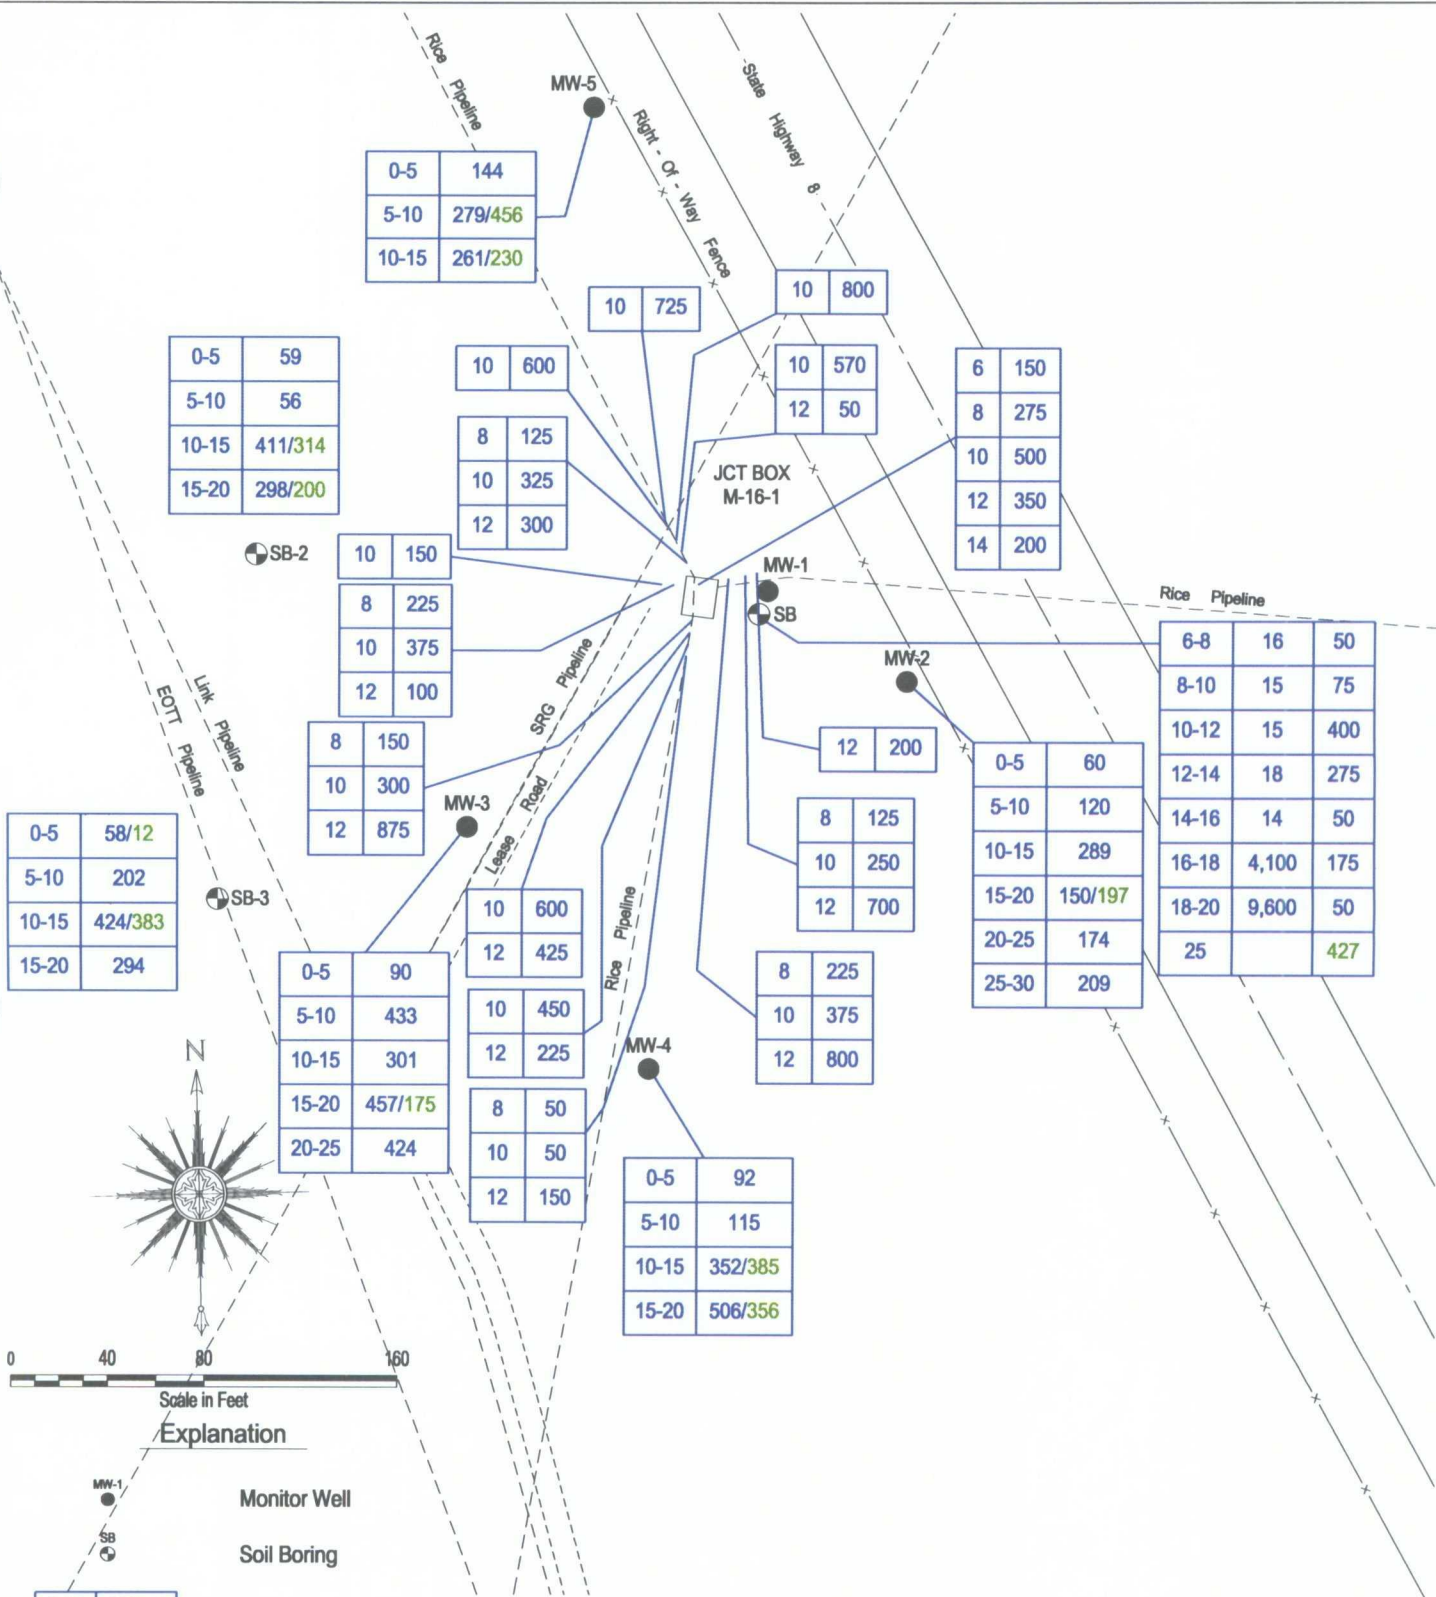 Rice Pipeline
MW-5
Right - Of - Way Fence
State Highway 8
0-5 144
5-10 279/456
10-15 261/230
10 725
10 800
0-5 59
5-10 56
10-15 411/314
15-20 298/200
10 600
10 570
12 50
6 150
8 275
10 500
12 350
14 200
8 125
10 325
12 300
JCT BOX
M-16-1
SB-2
10 150
MW-1
SB
Rice Pipeline
8 225
10 375
12 100
6-8 16 50
8-10 15 75
10-12 15 400
12-14 18 275
14-16 14 50
16-18 4,100 175
18-20 9,600 50
25 427
MW-2
Link Pipeline
EOTT Pipeline
SRG Pipeline
Lease Road
8 150
10 300
12 875
12 200
0-5 60
5-10 120
10-15 289
15-20 150/197
20-25 174
25-30 209
MW-3
8 125
10 250
12 700
0-5 58/12
5-10 202
10-15 424/383
15-20 294
SB-3
10 600
12 425
Rice Pipeline
0-5 90
5-10 433
10-15 301
15-20 457/175
20-25 424
8 225
10 375
12 800
10 450
12 225
MW-4
N
8 50
10 50
12 150
0-5 92
5-10 115
10-15 352/385
15-20 506/356
0 40 80 160
Scale in Feet
Explanation
MW-1
Monitor Well
SB
Soil Boring